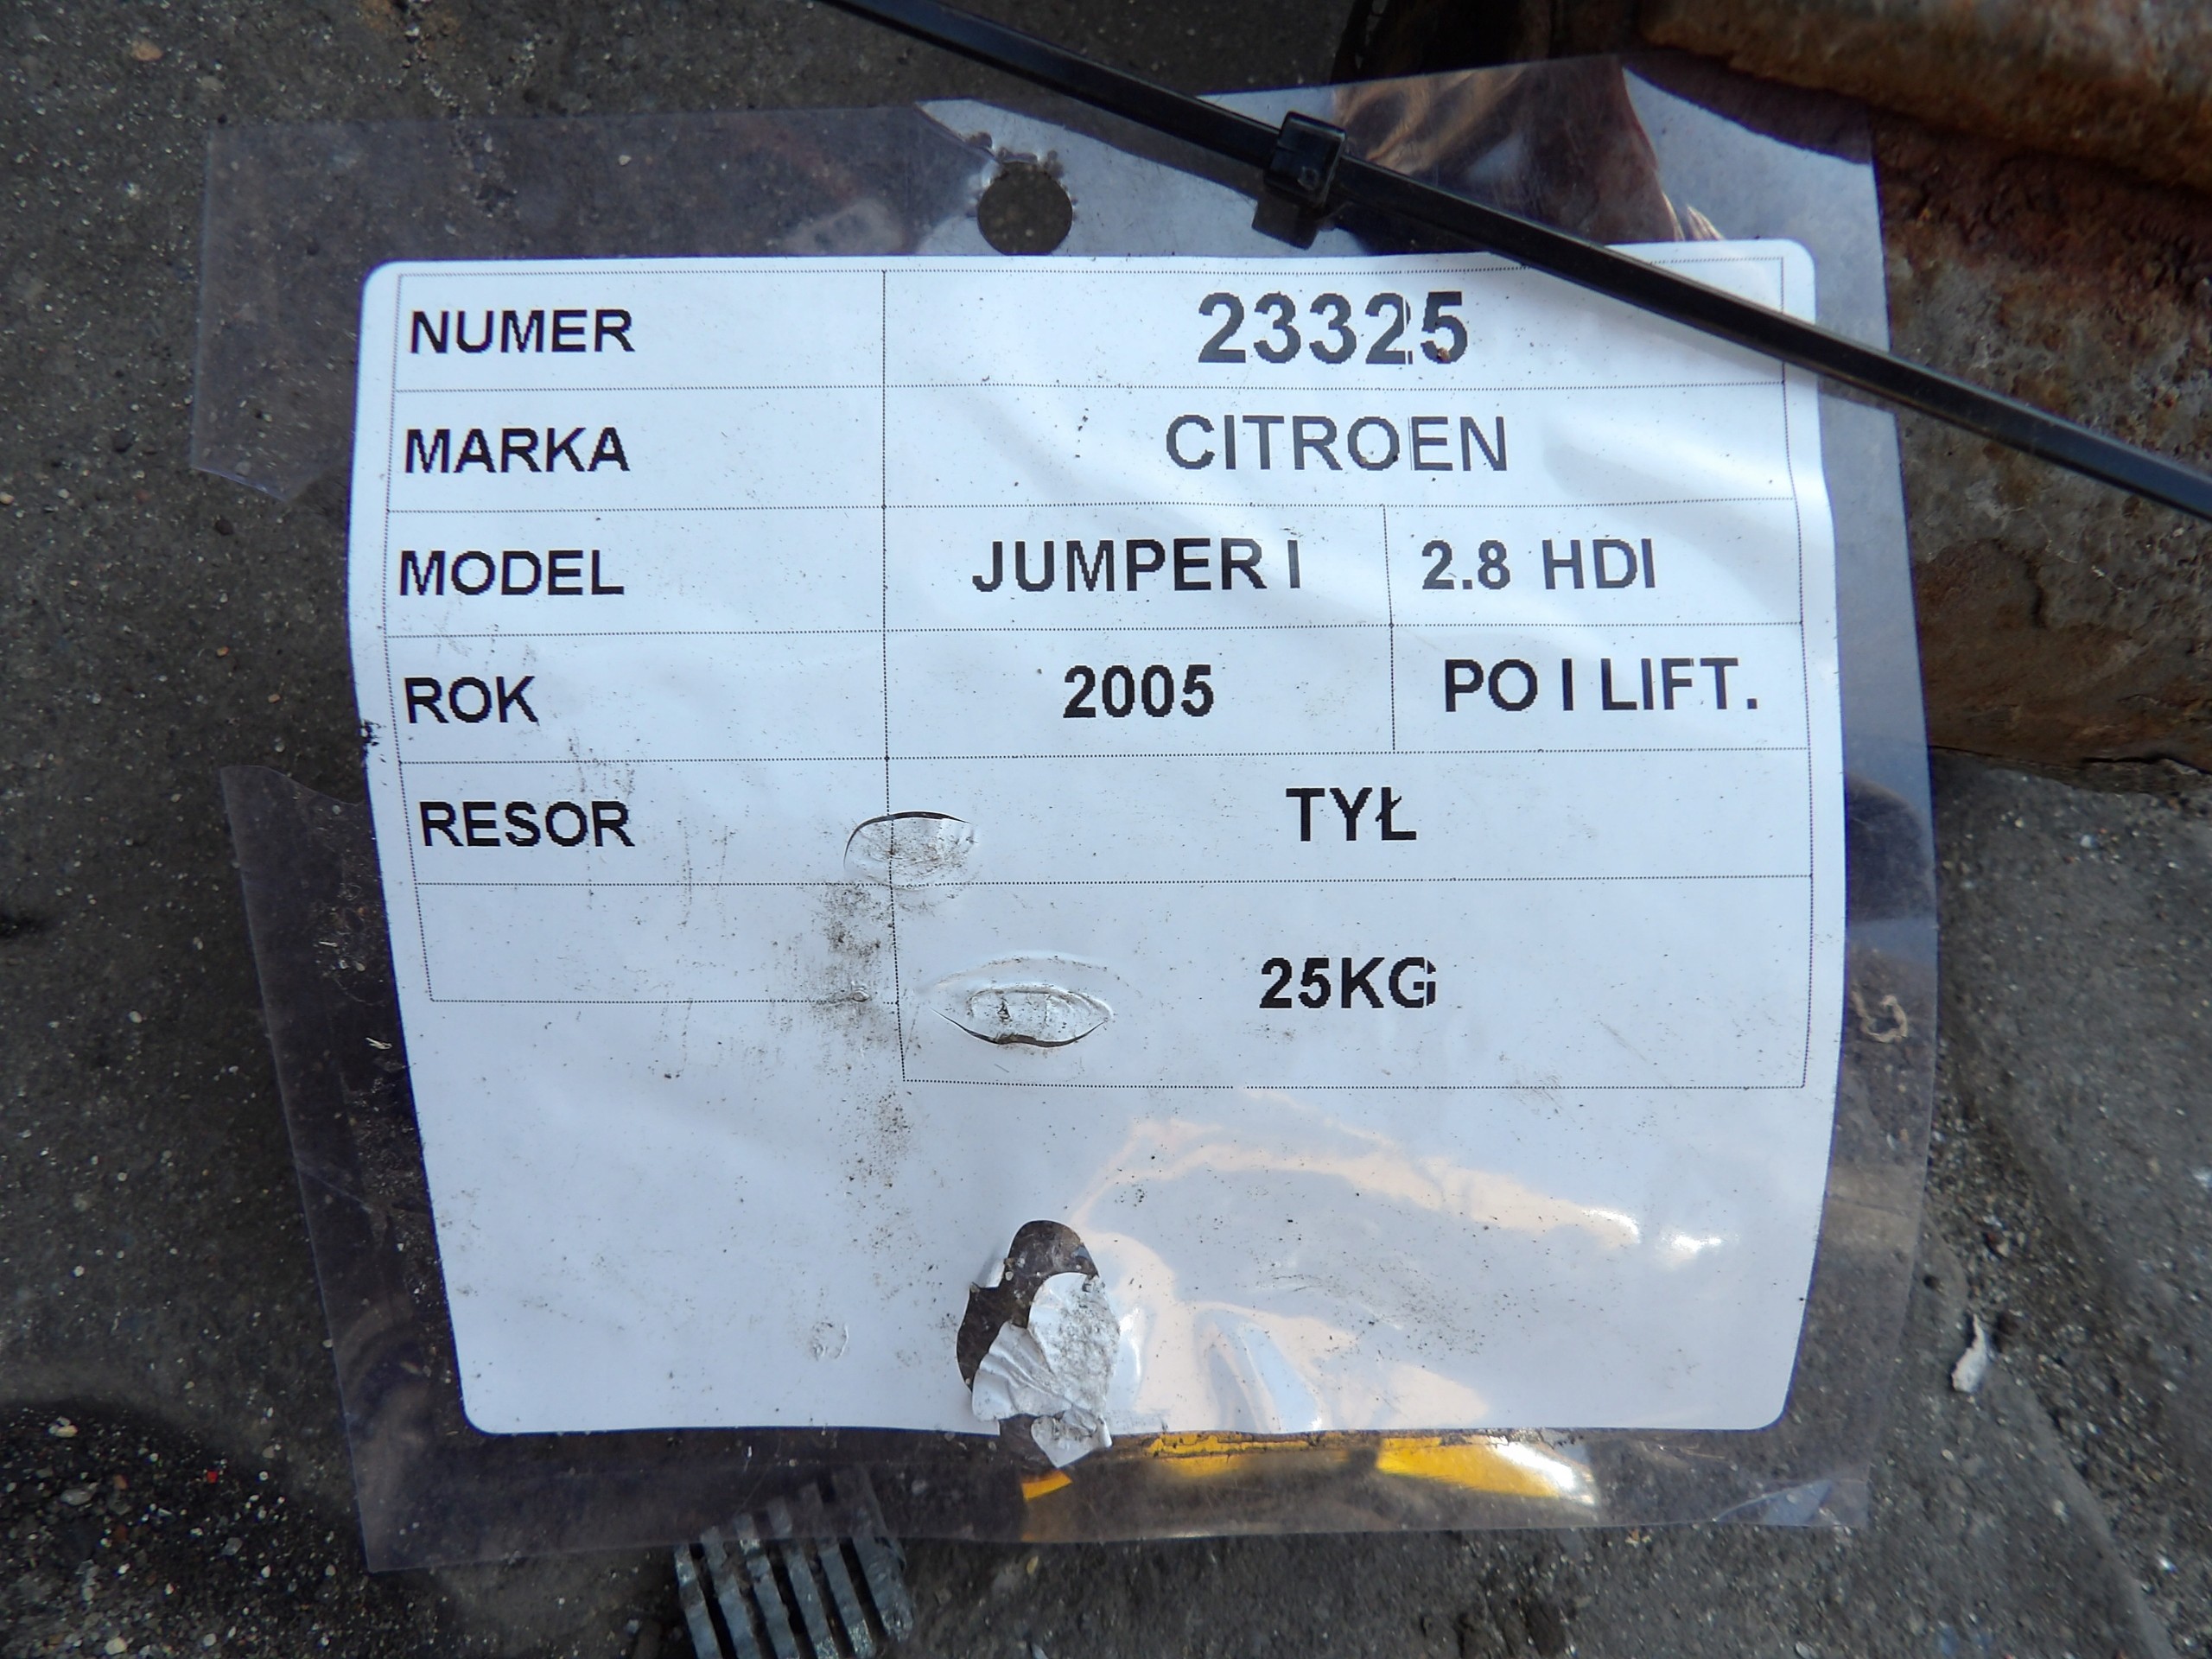 NUMER 23325
MARKA CITROEN
MODEL JUMPER I 2.8 HDI
ROK 2005 PO I LIFT.
RESOR TYŁ
25KG